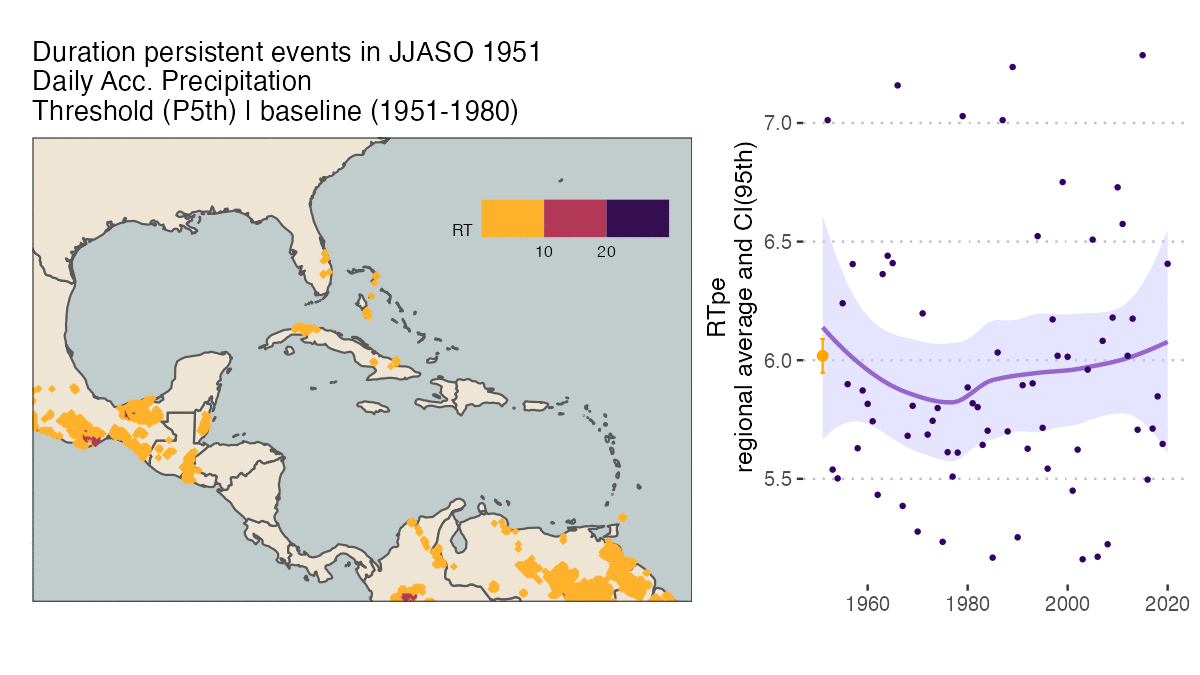 Duration persistent events in JJASO 1951
Daily Acc. Precipitation
Threshold (P5th) | baseline (1951-1980)
RT
10 20
RTpe
regional average and CI(95th)
7.0
6.5
6.0
5.5
1960 1980 2000 2020